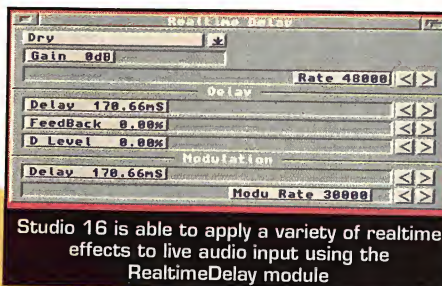 Realtime Delay
Dry
Gain 0dB
Rate 48000 < >
Delay
Delay 170.66mS < >
FeedBack 0.00% < >
D Level 0.00% < >
Modulation
Delay 170.66mS < >
Modu Rate 30000 < >
Studio 16 is able to apply a variety of realtime
effects to live audio input using the
RealtimeDelay module